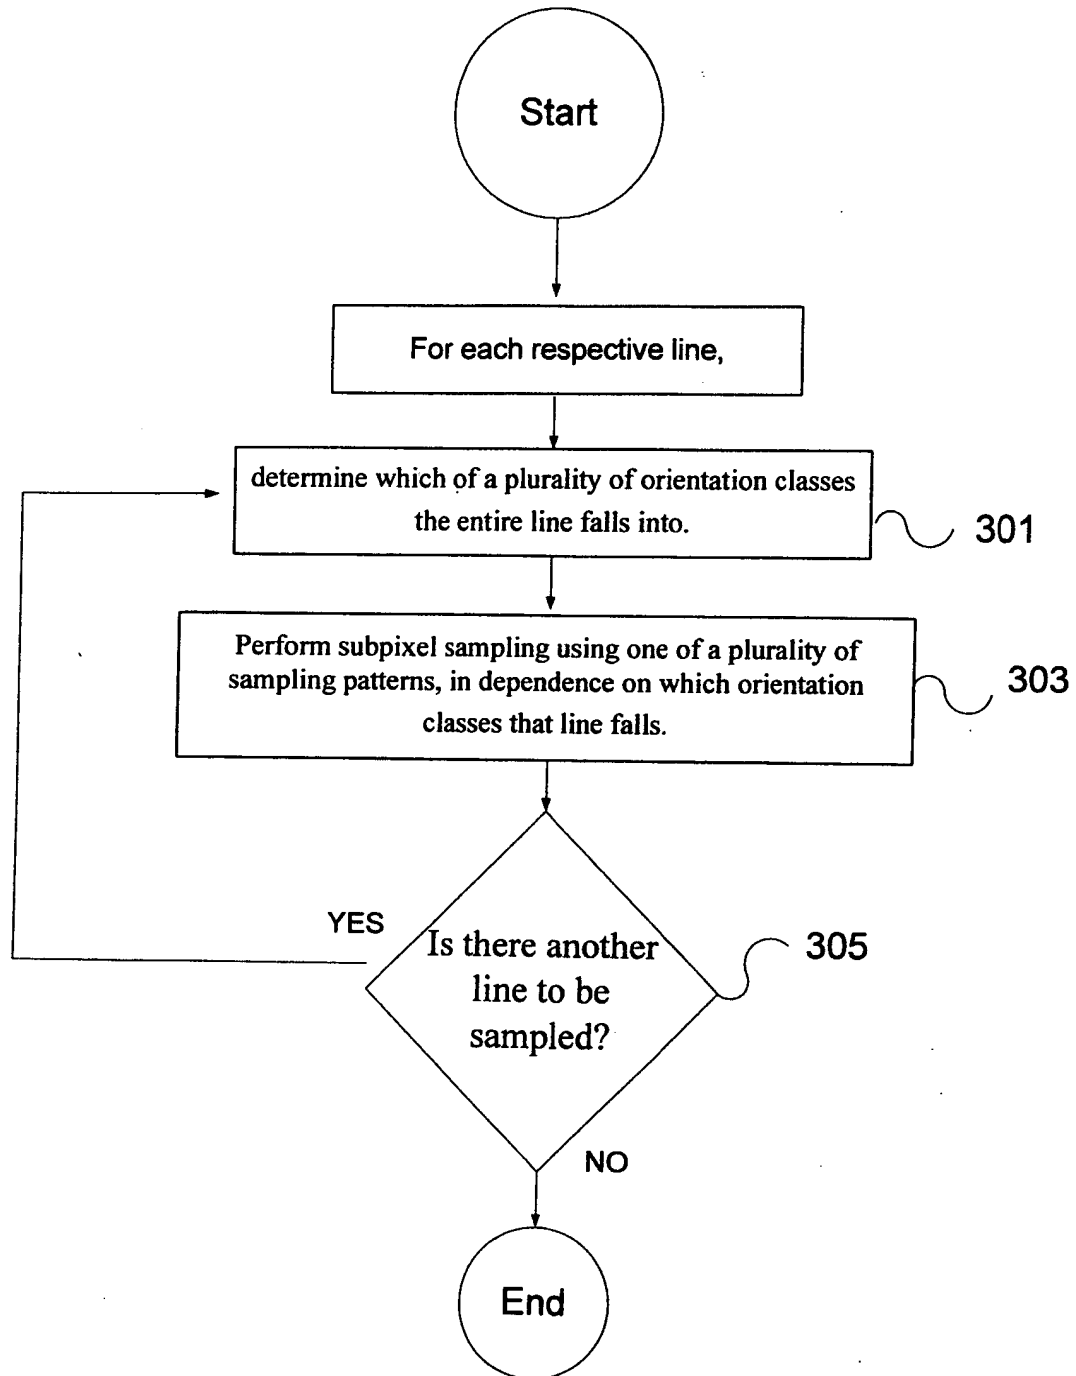 Start
For each respective line,
determine which of a plurality of orientation classes
the entire line falls into.
301
Perform subpixel sampling using one of a plurality of
sampling patterns, in dependence on which orientation
classes that line falls.
303
YES
Is there another
line to be
sampled?
305
NO
End